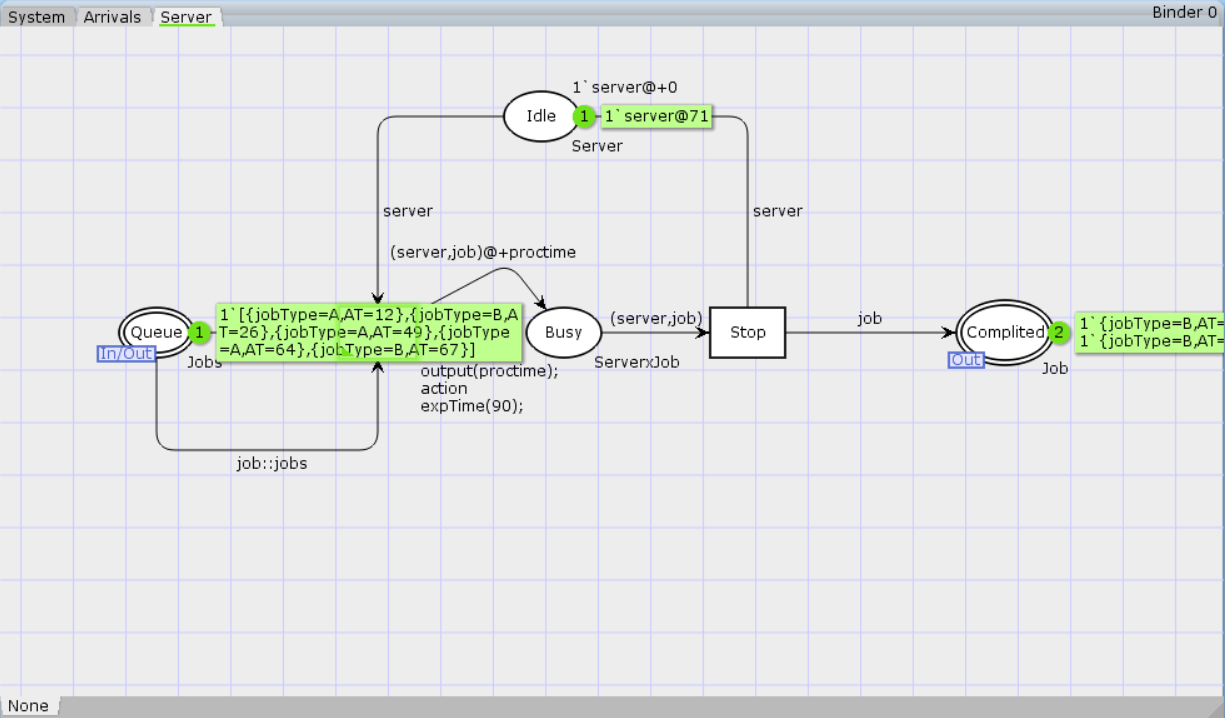 System Arrivals Server Binder 0
1`server@+0
Idle 1 1`server@71
Server
server server
(server,job)@+proctime
1`[{jobType=A,AT=12},{jobType=B,A
T=26},{jobType=A,AT=49},{jobType
=A,AT=64},{jobType=B,AT=67}]
Queue 1
In/Out
Jobs
Busy
ServerxJob
(server,job)
Stop
job
Complited 2
1`{jobType=B,AT=
1`{jobType=B,AT=
Out
Job
output(proctime);
action
expTime(90);
job::jobs
None